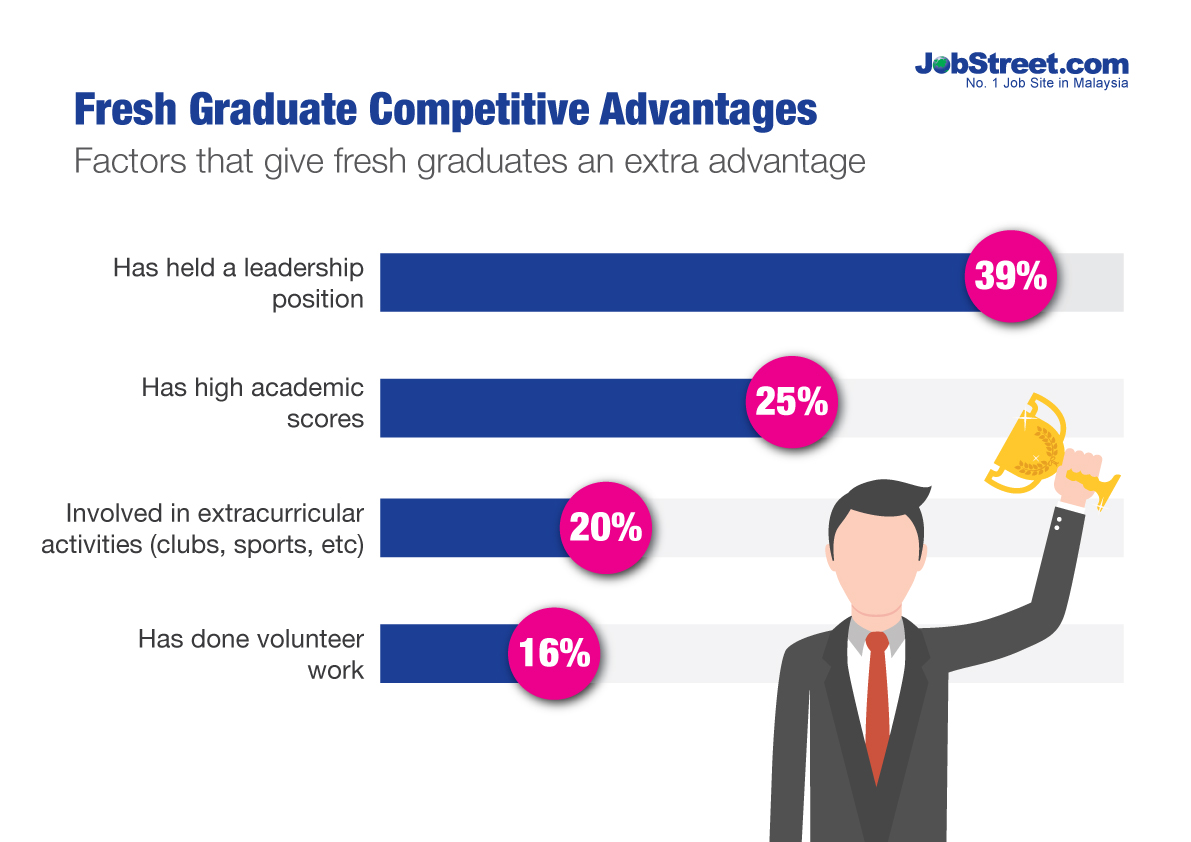 JobStreet.com
No. 1 Job Site in Malaysia
Fresh Graduate Competitive Advantages
Factors that give fresh graduates an extra advantage
Has held a leadership
position
39%
Has high academic
scores
25%
Involved in extracurricular
activities (clubs, sports, etc)
20%
Has done volunteer
work
16%